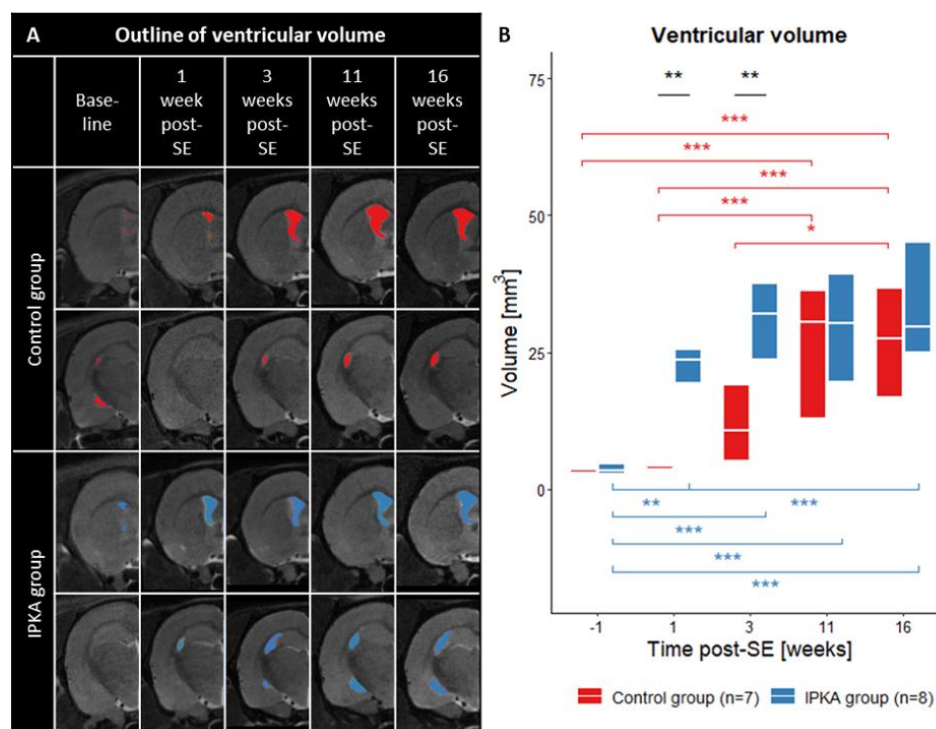 A
Outline of ventricular volume
Base-
line
1
week
post-
SE
3
weeks
post-
SE
11
weeks
post-
SE
16
weeks
post-
SE
Control group
IPKA group
B
Ventricular volume
**
**
***
***
***
***
*
75
50
25
0
Volume [mm³]
**
***
***
***
***
-1
1
3
11
16
Time post-SE [weeks]
Control group (n=7)
IPKA group (n=8)